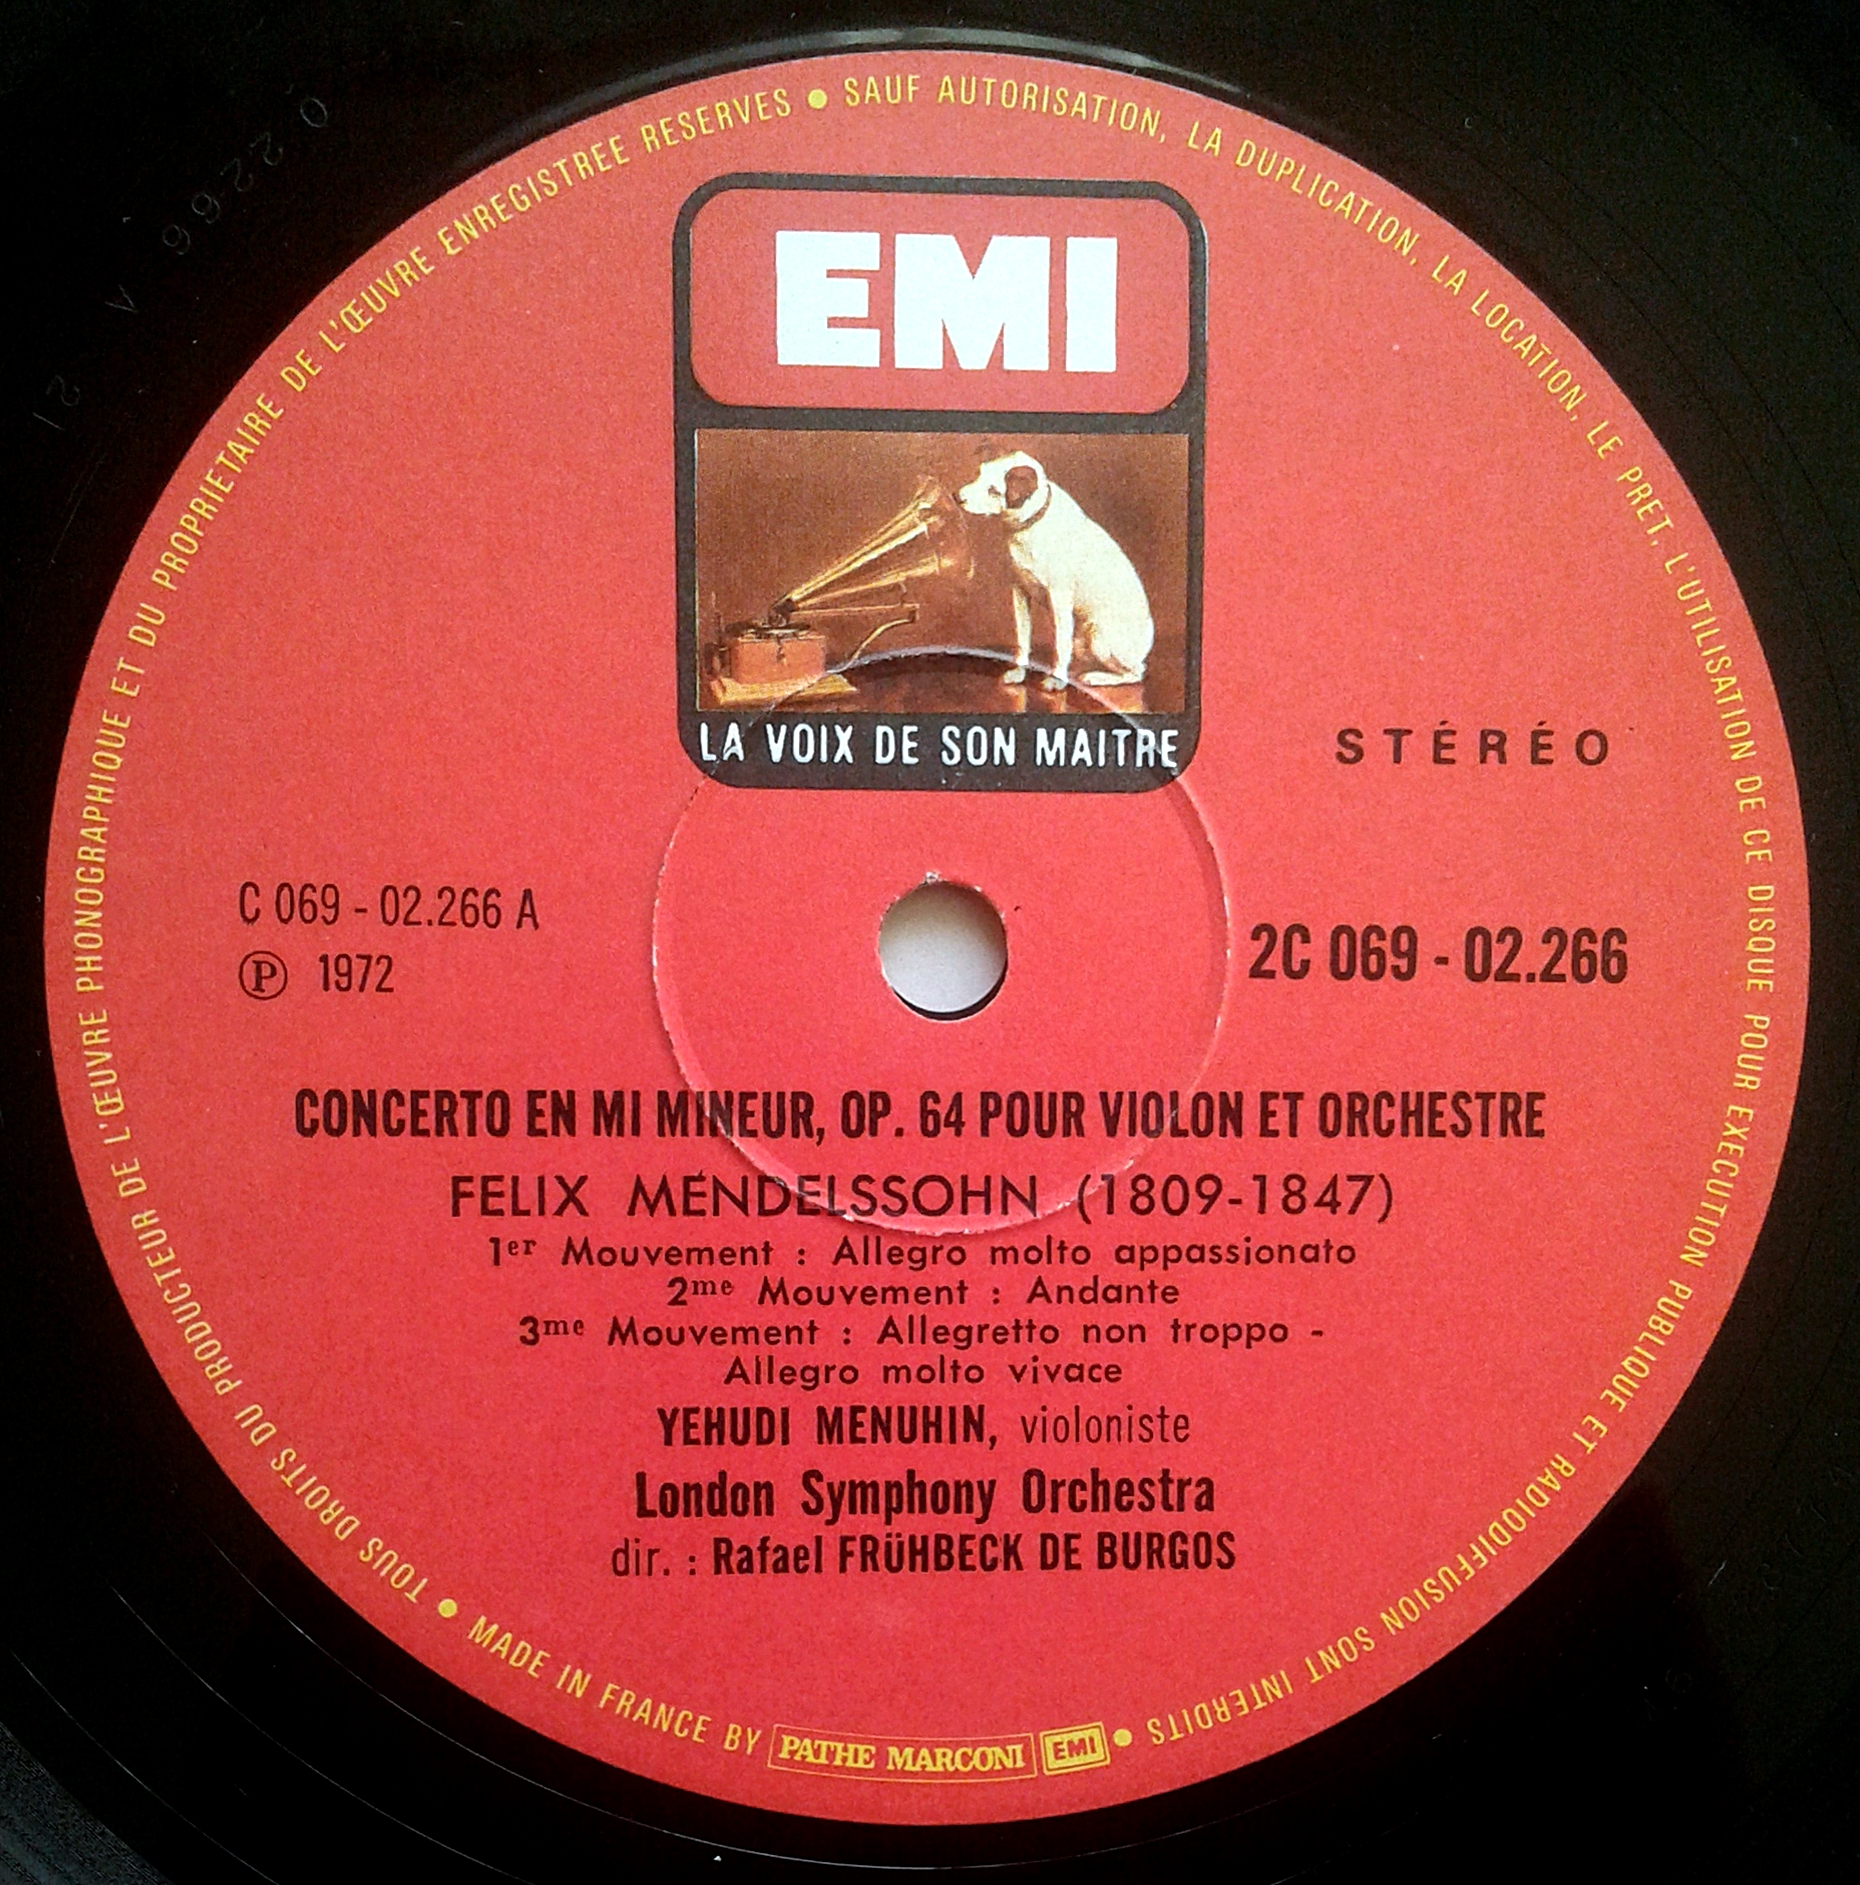 TOUS DROITS DU PRODUCTEUR DE L'ŒUVRE PHONOGRAPHIQUE ET DU PROPRIETAIRE DE L'ŒUVRE ENREGISTREE RESERVES • SAUF AUTORISATION, LA DUPLICATION, LA LOCATION, LE PRET, L'UTILISATION DE CE DISQUE POUR EXECUTION PUBLIQUE ET RADIODIFFUSION SONT INTERDITS •
EMI
LA VOIX DE SON MAITRE
STÉRÉO
C 069 - 02.266 A
℗ 1972
2C 069 - 02.266
CONCERTO EN MI MINEUR, OP. 64 POUR VIOLON ET ORCHESTRE
FELIX MENDELSSOHN (1809-1847)
1er Mouvement : Allegro molto appassionato
2me Mouvement : Andante
3me Mouvement : Allegretto non troppo -
Allegro molto vivace
YEHUDI MENUHIN, violoniste
London Symphony Orchestra
dir. : Rafael FRÜHBECK DE BURGOS
• MADE IN FRANCE BY PATHE MARCONI EMI
02266 A
21